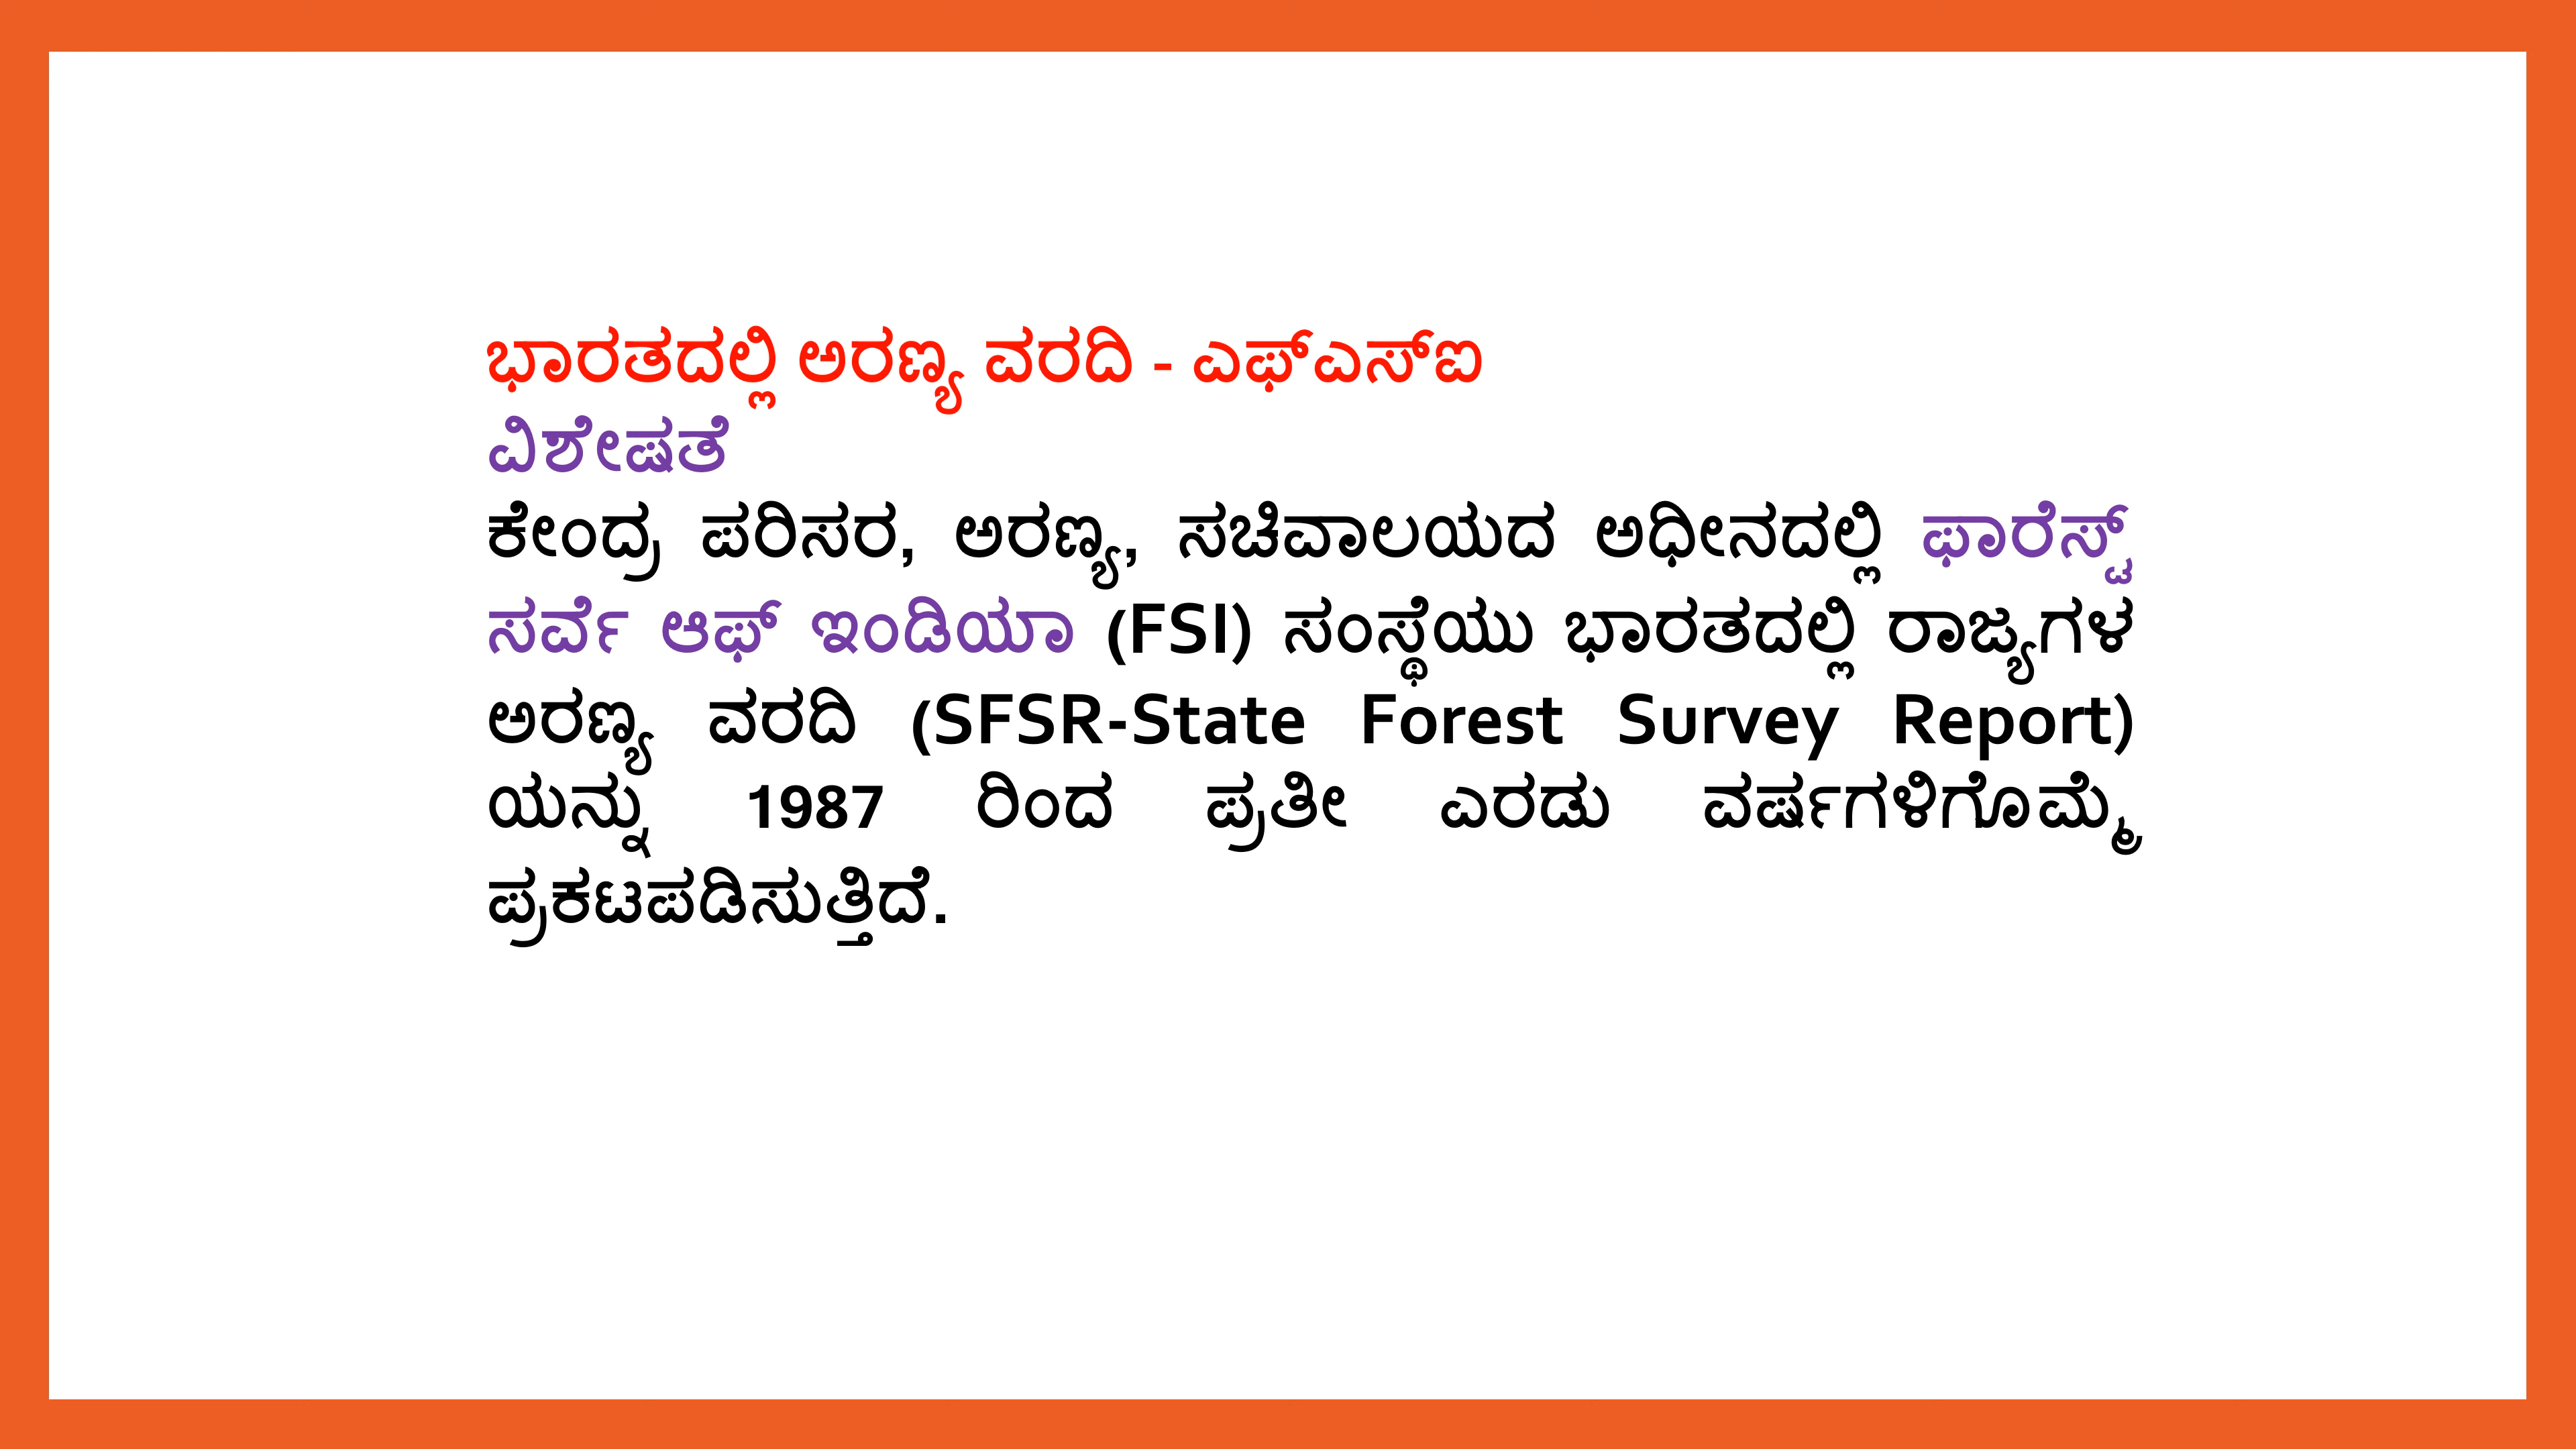 ಭಾರತದಲ್ಲಿ ಅರಣ್ಯ ವರದಿ - ಎಫ್‌ಎಸ್‌ಐ
ವಿಶೇಷತೆ
ಕೇಂದ್ರ ಪರಿಸರ, ಅರಣ್ಯ, ಸಚಿವಾಲಯದ ಅಧೀನದಲ್ಲಿ ಫಾರೆಸ್ಟ್
ಸರ್ವೆ ಆಫ್ ಇಂಡಿಯಾ (FSI) ಸಂಸ್ಥೆಯು ಭಾರತದಲ್ಲಿ ರಾಜ್ಯಗಳ
ಅರಣ್ಯ ವರದಿ (SFSR-State Forest Survey Report)
ಯನ್ನು 1987 ರಿಂದ ಪ್ರತೀ ಎರಡು ವರ್ಷಗಳಿಗೊಮ್ಮೆ
ಪ್ರಕಟಪಡಿಸುತ್ತಿದೆ.